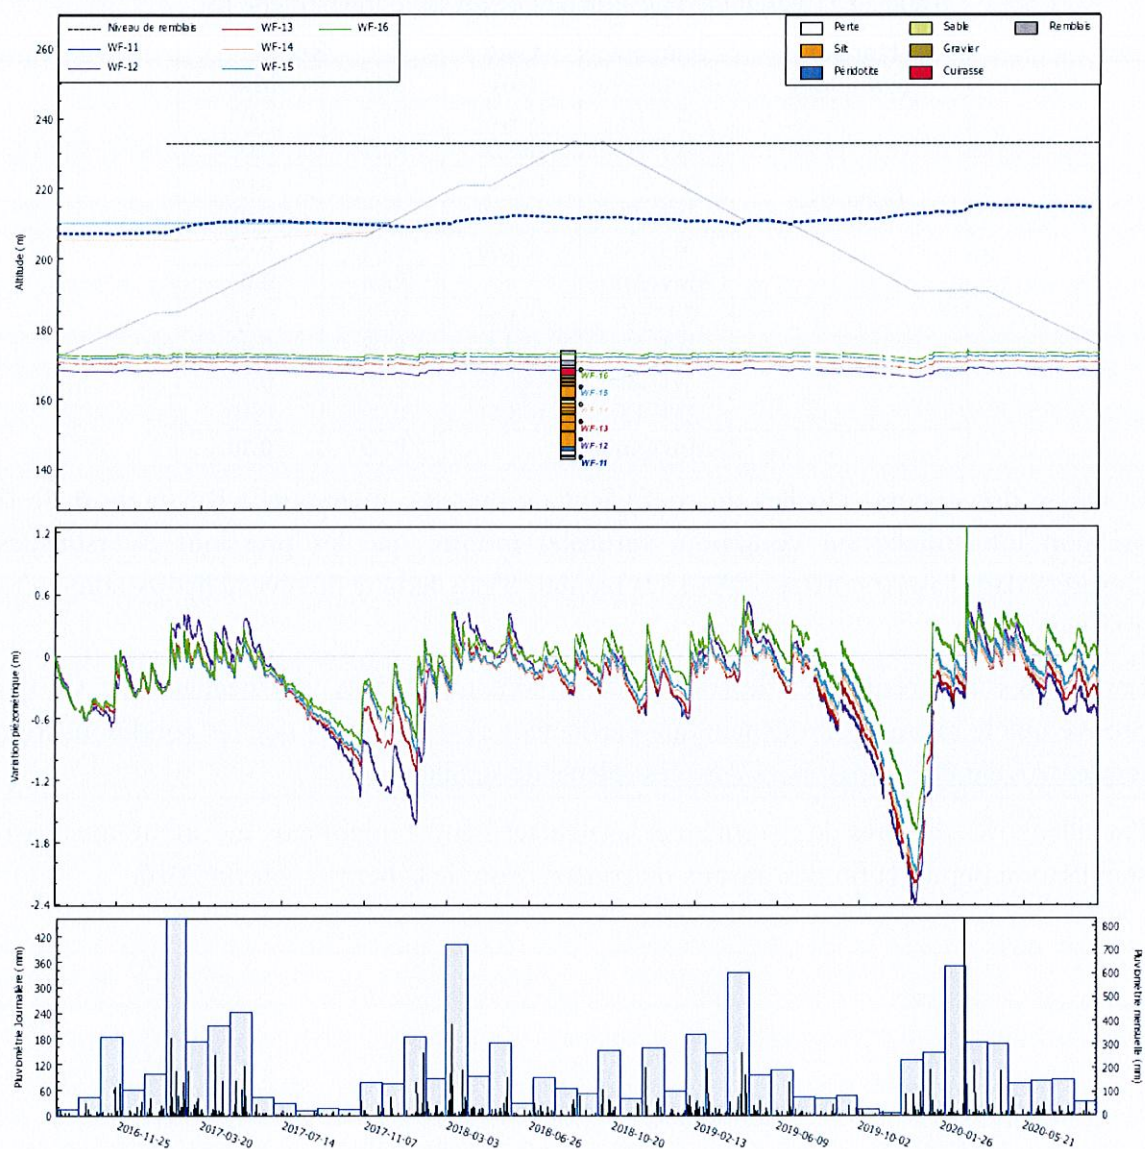 Niveau de remblais
WF-11
WF-12
WF-13
WF-14
WF-15
WF-16
Perte
Silt
Péridotite
Sable
Gravier
Cuirasse
Remblais
Altitude (m)
260
240
220
200
180
160
140
WF-16
WF-15
WF-13
WF-12
WF-11
Variation piézométrique (m)
1.2
0.6
0
-0.6
-1.2
-1.8
-2.4
Pluviométrie Journalière (mm)
420
360
300
240
180
120
60
0
Pluviométrie mensuelle (mm)
800
700
600
500
400
300
200
100
0
2016-11-25
2017-03-20
2017-07-14
2017-11-07
2018-03-03
2018-06-26
2018-10-20
2019-02-13
2019-06-09
2019-10-02
2020-01-26
2020-05-21